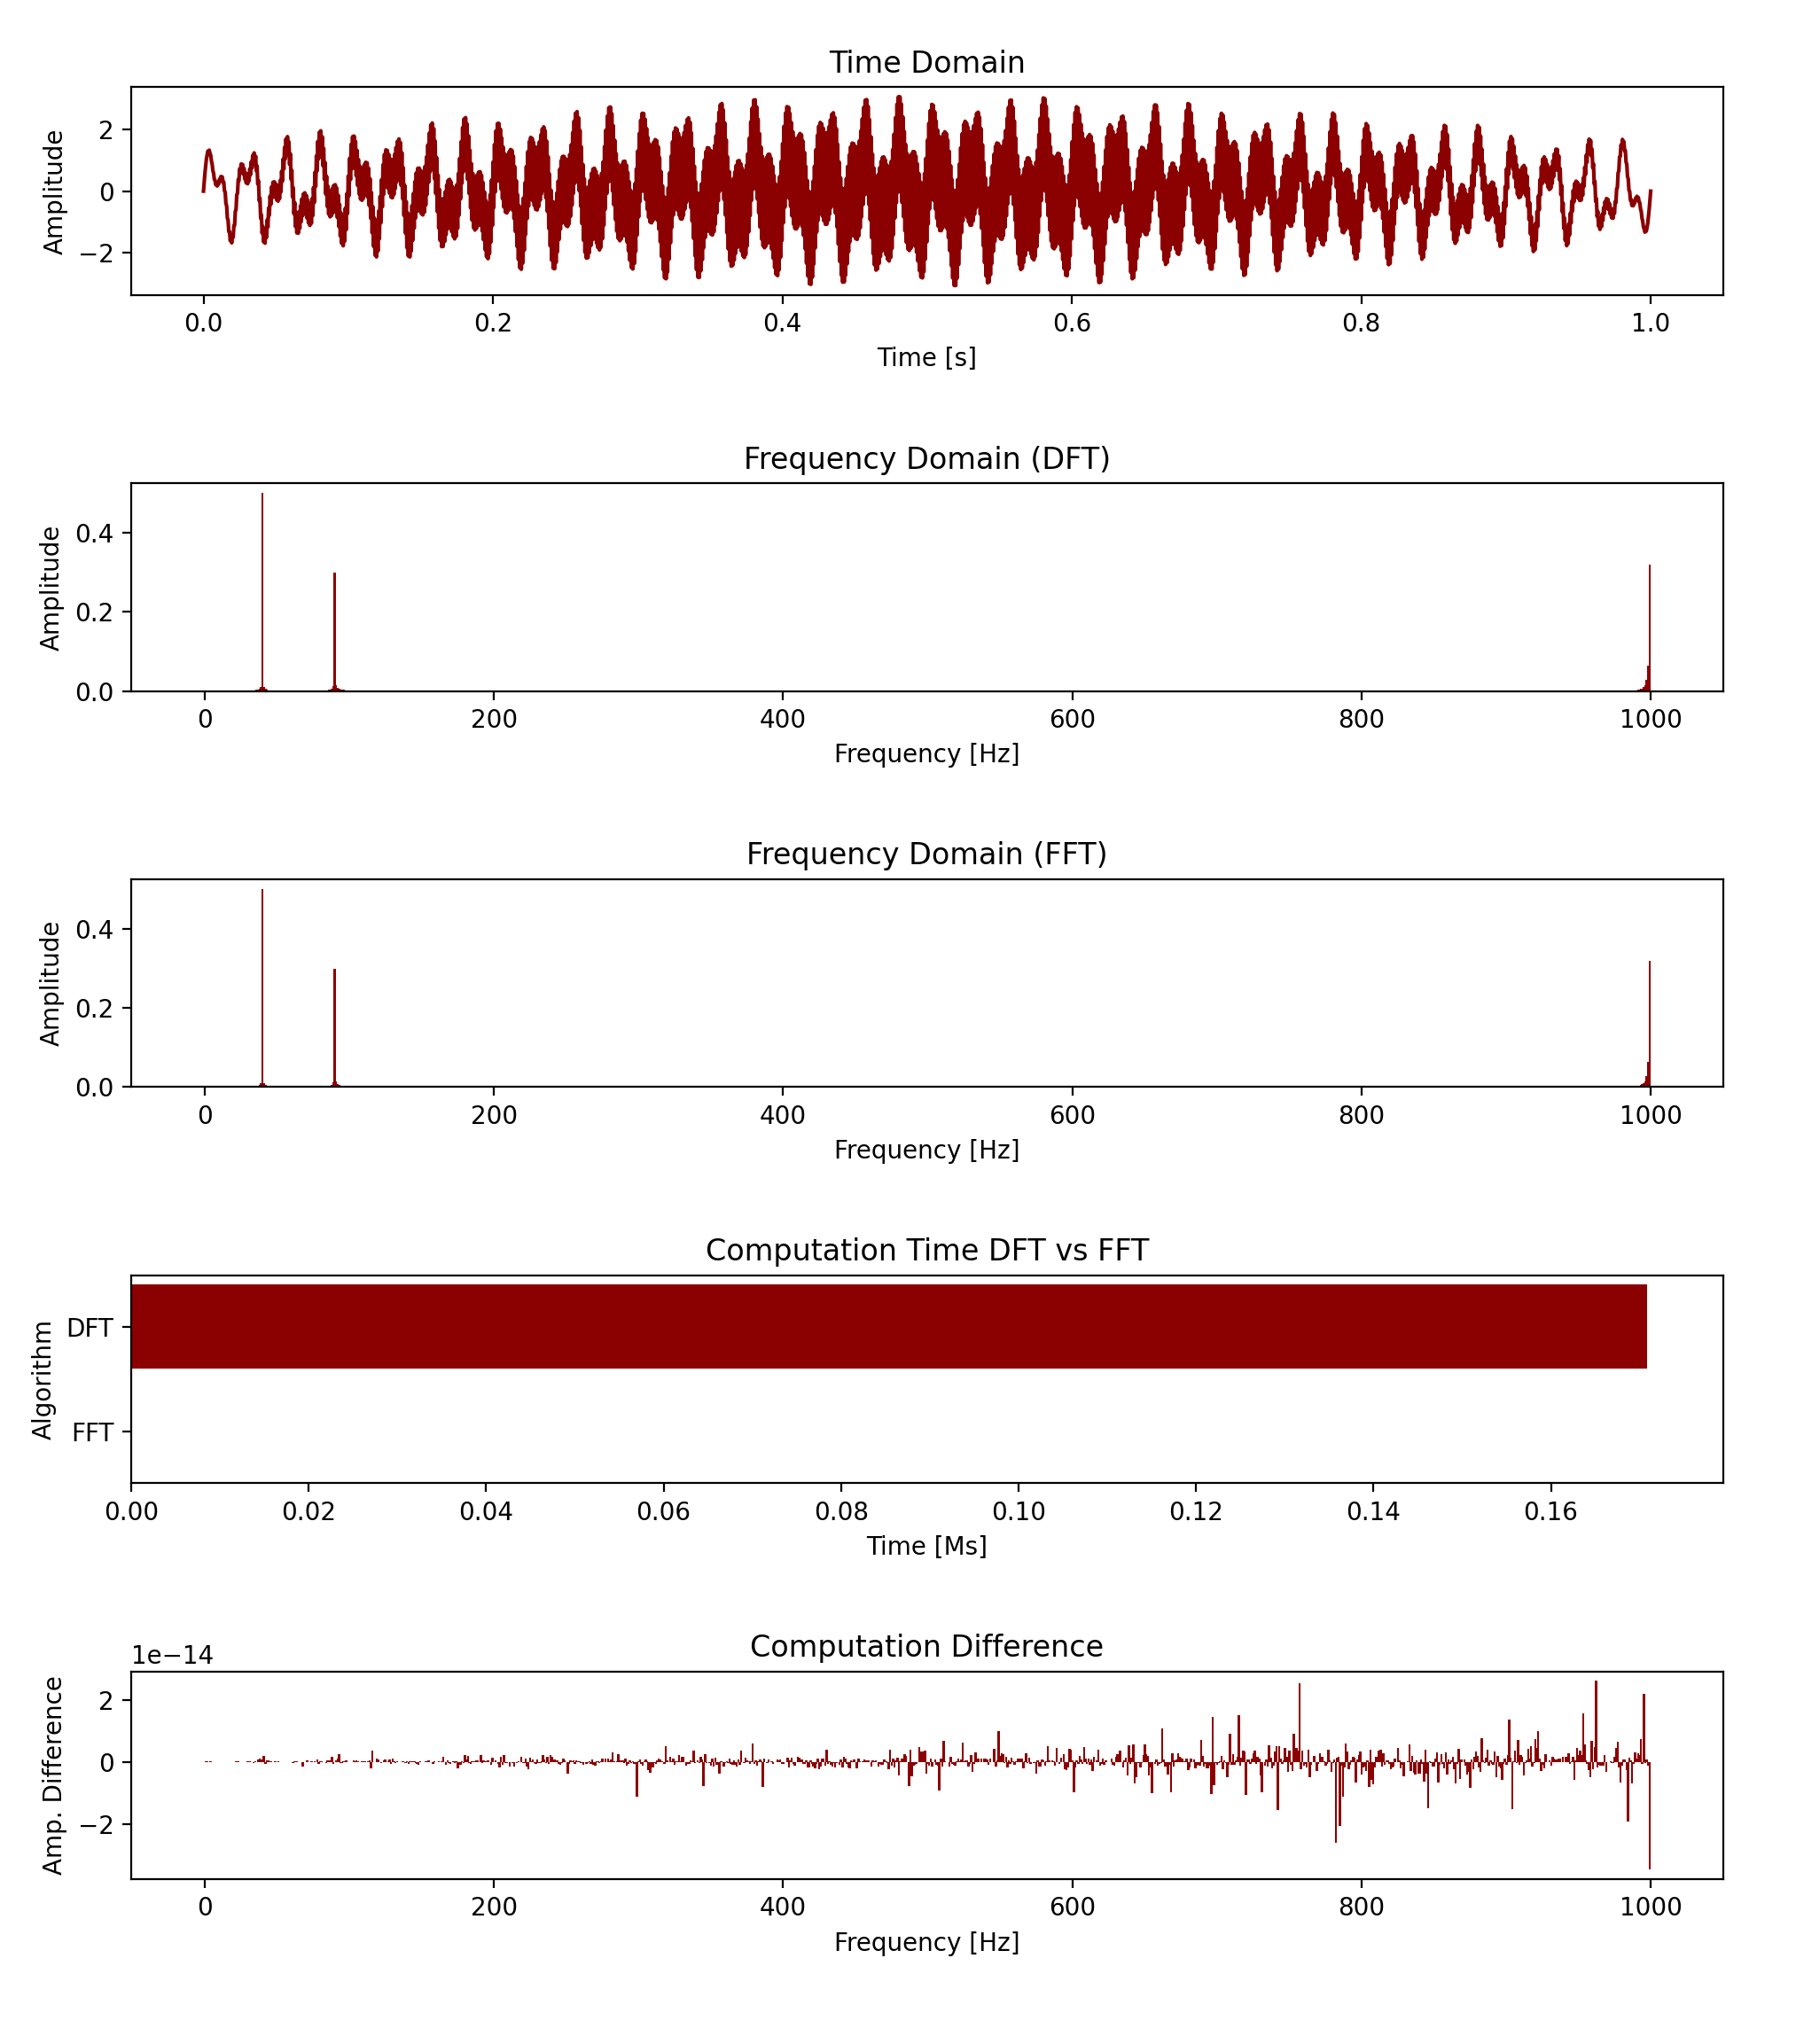 Time Domain
Amplitude
2
0
−2
0.0 0.2 0.4 0.6 0.8 1.0
Time [s]
Frequency Domain (DFT)
Amplitude
0.4
0.2
0.0
0 200 400 600 800 1000
Frequency [Hz]
Frequency Domain (FFT)
Amplitude
0.4
0.2
0.0
0 200 400 600 800 1000
Frequency [Hz]
Computation Time DFT vs FFT
Algorithm
DFT
FFT
0.00 0.02 0.04 0.06 0.08 0.10 0.12 0.14 0.16
Time [Ms]
Computation Difference
1e−14
Amp. Difference
2
0
−2
0 200 400 600 800 1000
Frequency [Hz]